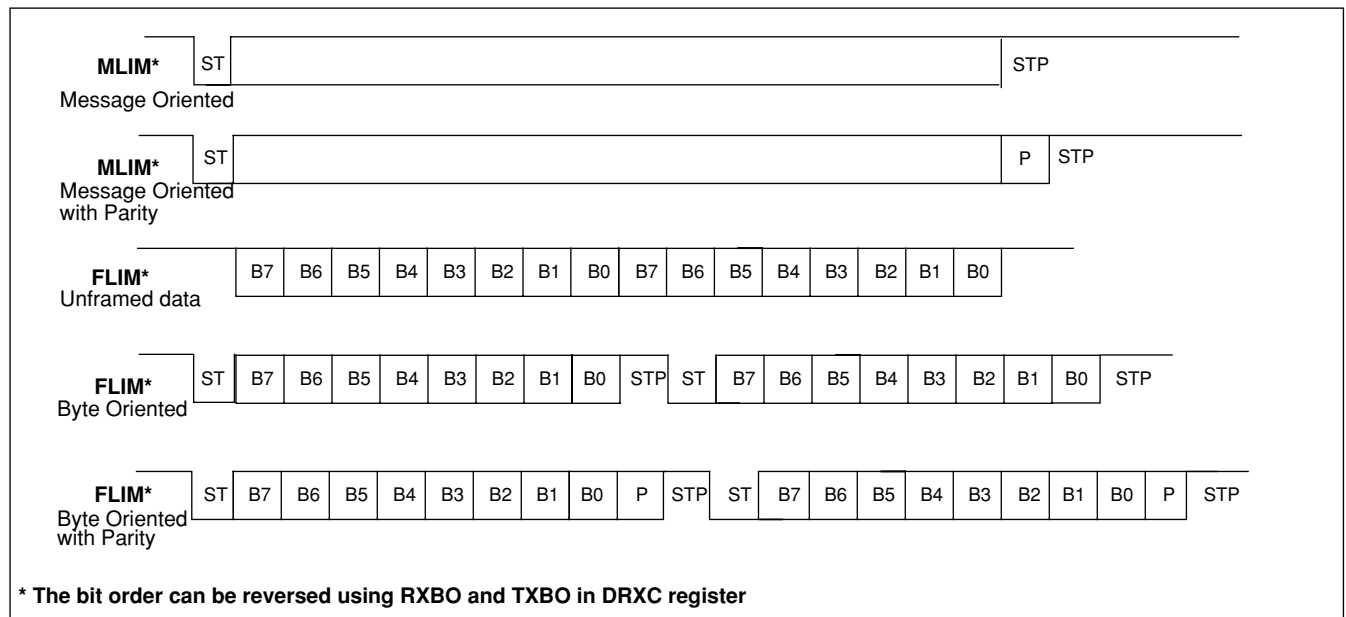 MLIM* ST STP
Message Oriented
MLIM* ST P STP
Message Oriented
with Parity
FLIM* B7 B6 B5 B4 B3 B2 B1 B0 B7 B6 B5 B4 B3 B2 B1 B0
Unframed data
FLIM* ST B7 B6 B5 B4 B3 B2 B1 B0 STP ST B7 B6 B5 B4 B3 B2 B1 B0 STP
Byte Oriented
FLIM* ST B7 B6 B5 B4 B3 B2 B1 B0 P STP ST B7 B6 B5 B4 B3 B2 B1 B0 P STP
Byte Oriented
with Parity
* The bit order can be reversed using RXBO and TXBO in DRXC register